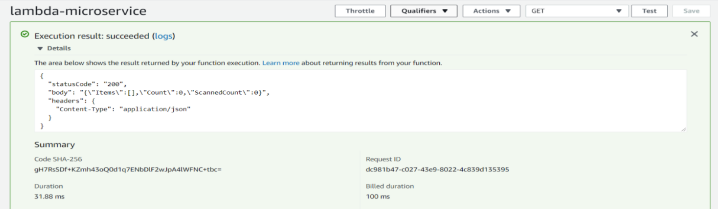 lambda-microservice
Throttle
Qualifiers ▼
Actions ▼
GET ▼
Test
Save
Execution result: succeeded (logs)
▼ Details
The area below shows the result returned by your function execution. Learn more about returning results from your function.
{
"statusCode": "200",
"body": "{\"Items\":[],\"Count\":0,\"ScannedCount\":0}",
"headers": {
"Content-Type": "application/json"
}
}
Summary
Code SHA-256
Request ID
dc981b47-c027-43e9-8022-4c839d135395
Duration
31.88 ms
Billed duration
100 ms